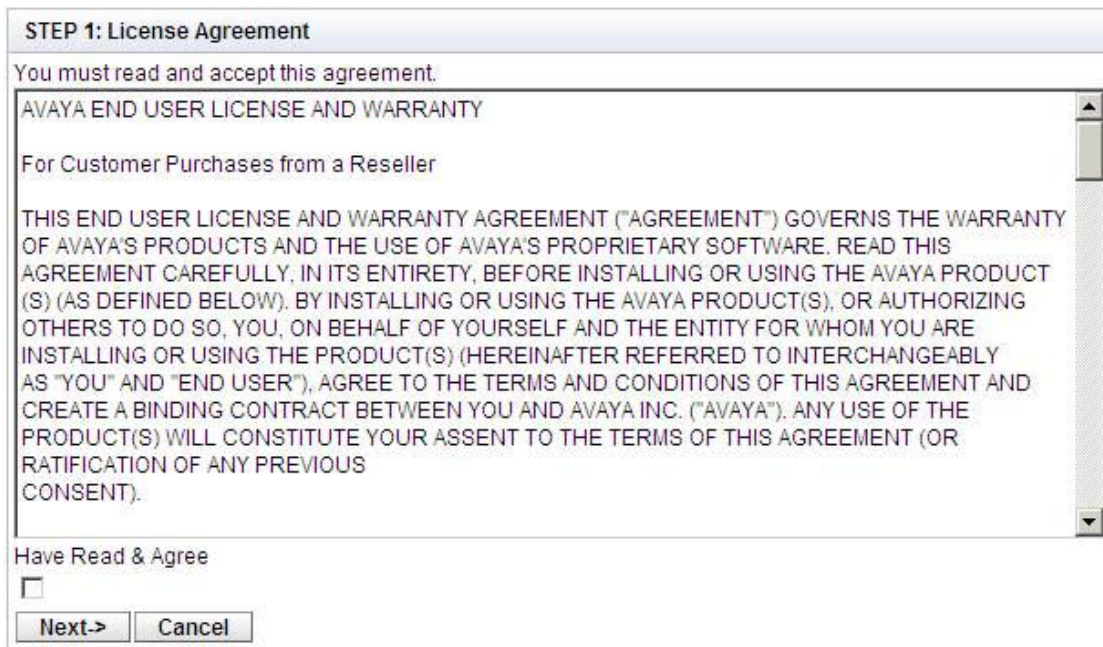 STEP 1: License Agreement
You must read and accept this agreement.
AVAYA END USER LICENSE AND WARRANTY
For Customer Purchases from a Reseller
THIS END USER LICENSE AND WARRANTY AGREEMENT ("AGREEMENT") GOVERNS THE WARRANTY
OF AVAYA'S PRODUCTS AND THE USE OF AVAYA'S PROPRIETARY SOFTWARE. READ THIS
AGREEMENT CAREFULLY, IN ITS ENTIRETY, BEFORE INSTALLING OR USING THE AVAYA PRODUCT
(S) (AS DEFINED BELOW). BY INSTALLING OR USING THE AVAYA PRODUCT(S), OR AUTHORIZING
OTHERS TO DO SO, YOU, ON BEHALF OF YOURSELF AND THE ENTITY FOR WHOM YOU ARE
INSTALLING OR USING THE PRODUCT(S) (HEREINAFTER REFERRED TO INTERCHANGEABLY
AS "YOU" AND "END USER"), AGREE TO THE TERMS AND CONDITIONS OF THIS AGREEMENT AND
CREATE A BINDING CONTRACT BETWEEN YOU AND AVAYA INC. ("AVAYA"). ANY USE OF THE
PRODUCT(S) WILL CONSTITUTE YOUR ASSENT TO THE TERMS OF THIS AGREEMENT (OR
RATIFICATION OF ANY PREVIOUS
CONSENT).
Have Read & Agree
Next-> Cancel